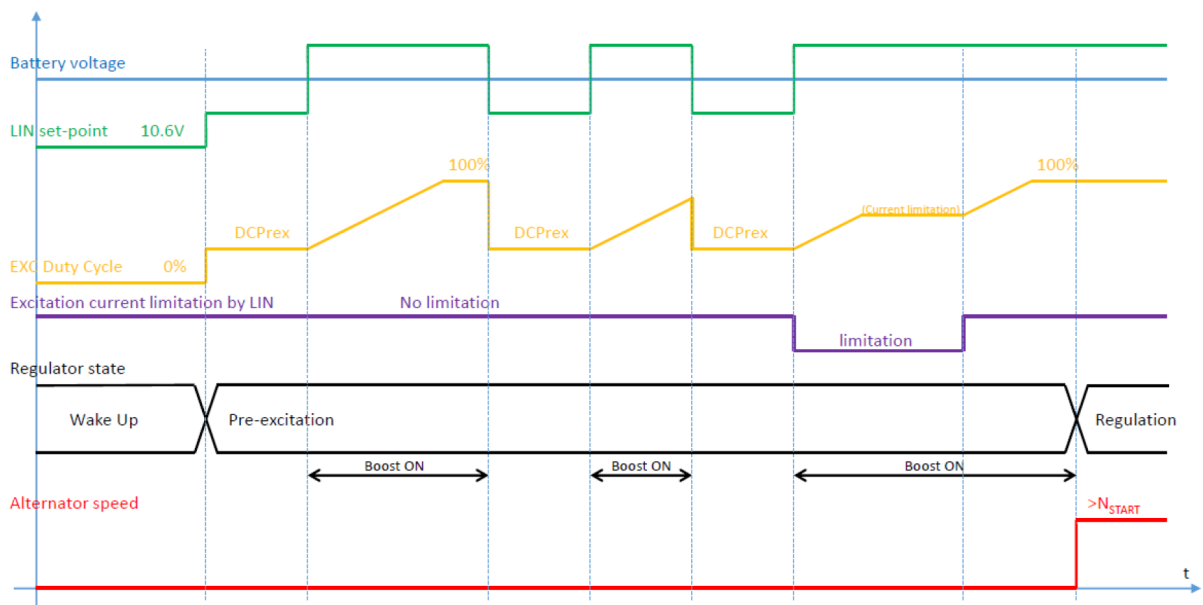 Battery voltage
LIN set-point 10.6V
100%
100%
(Current limitation)
DCPrex
DCPrex
DCPrex
EXC Duty Cycle 0%
Excitation current limitation by LIN No limitation
limitation
Regulator state
Wake Up Pre-excitation Regulation
Boost ON Boost ON Boost ON
Alternator speed >NSTART
t